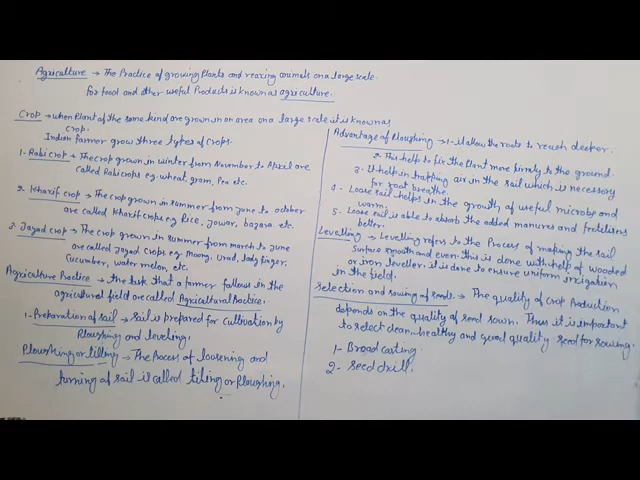 Agriculture → The Practice of growing Plants and rearing animals on a large scale
for food and other useful Products is known as agriculture.
Crop → when Plant of the same kind are grown in an area on a large scale it is known as
crop.
Indian farmer grow three types of crops.
1. Rabi crop → The crop grown in winter from November to April are
called Rabi crops e.g. wheat, gram, Pea etc.
2. Kharif crop → The crop grown in summer from june to october
are called Kharif crops e.g. Rice, jowar, bajara etc.
3. Jayad crop → The crop grown in summer from march to june
are called Jayad crops e.g. Moong, Urad, lady finger,
Cucumber, water melon, etc.
Agriculture Practice → the task that a farmer follows in the
agricultural field are called Agricultural Practice.
1. Preparation of soil → Soil is prepared for Cultivation by
Ploughing and leveling.
Ploughing or tilling → The Process of loosening and
turning of soil is called tilling or Ploughing.
Advantage of Ploughing → 1- it allow the roots to reach deeper.
2. This help to fix the Plant more firmly to the ground.
3. It help in trapping air in the soil which is necessary
for root breathe.
4. Loose soil helps in the growth of useful microbe and
worm.
5. Loose soil is able to absorb the added manures and fertilisers
better.
Levelling → Levelling refers to the Process of making the soil
Surface smooth and even. this is done with help of wooded
or iron leveller. it is done to ensure uniform irrigation
in the field.
Selection and sowing of seeds → The quality of crop Production
depends on the quality of seed sown. Thus it is important
to select clean, healthy and good quality seed for sowing.
1- Broad casting
2- Seed drill.